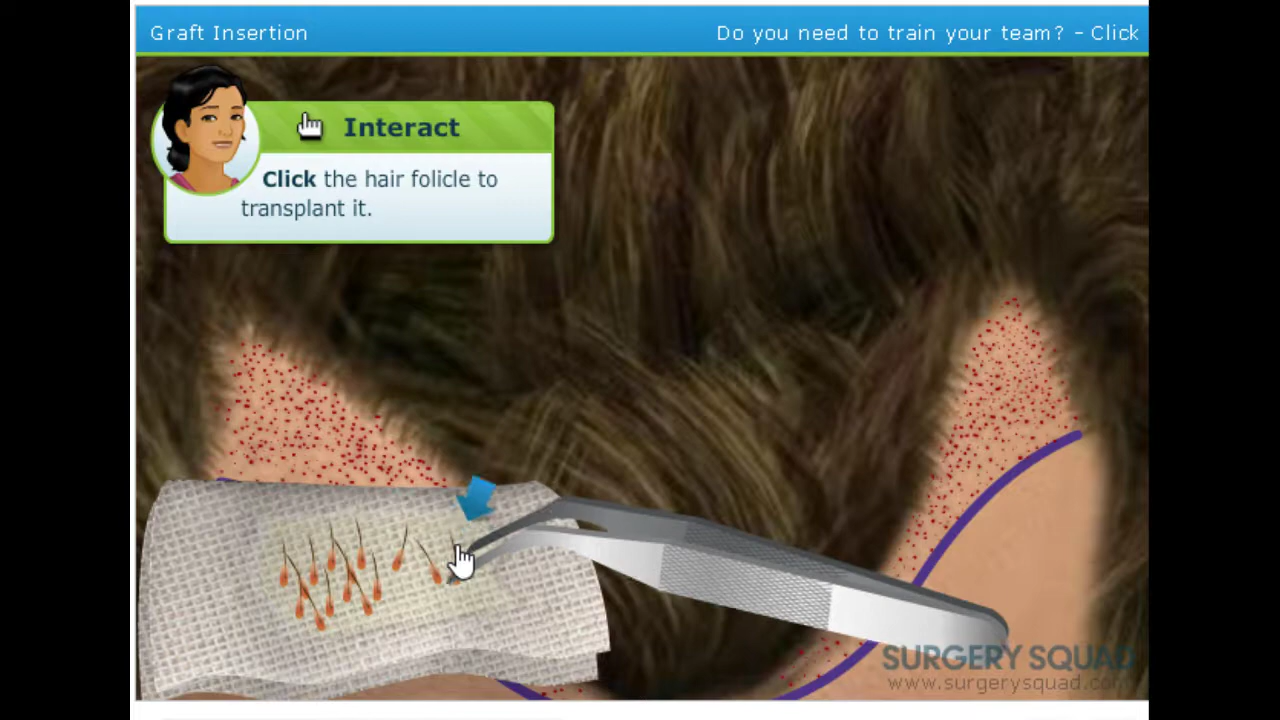 Graft Insertion
Do you need to train your team? – Click
Interact
Click the hair folicle to
transplant it.
SURGERY SQUAD
www.surgerysquad.com